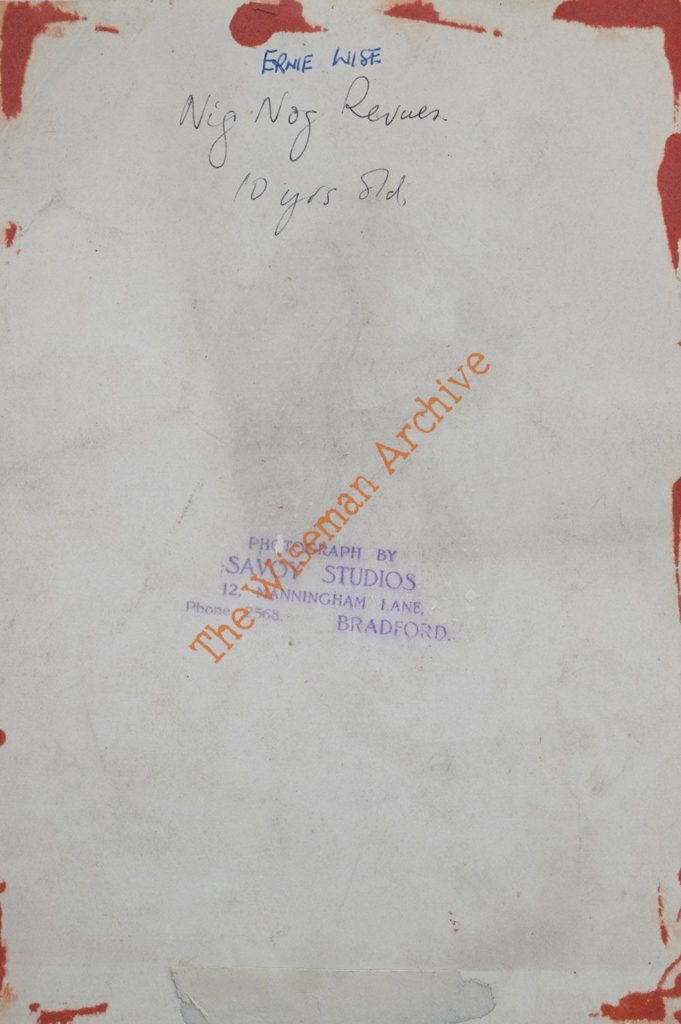 ERNIE WISE
Nig Nog Revues.
10 yrs Old.
The Wiseman Archive
PHOTOGRAPH BY
SAVOY STUDIOS
12, MANNINGHAM LANE,
Phone 2568. BRADFORD.